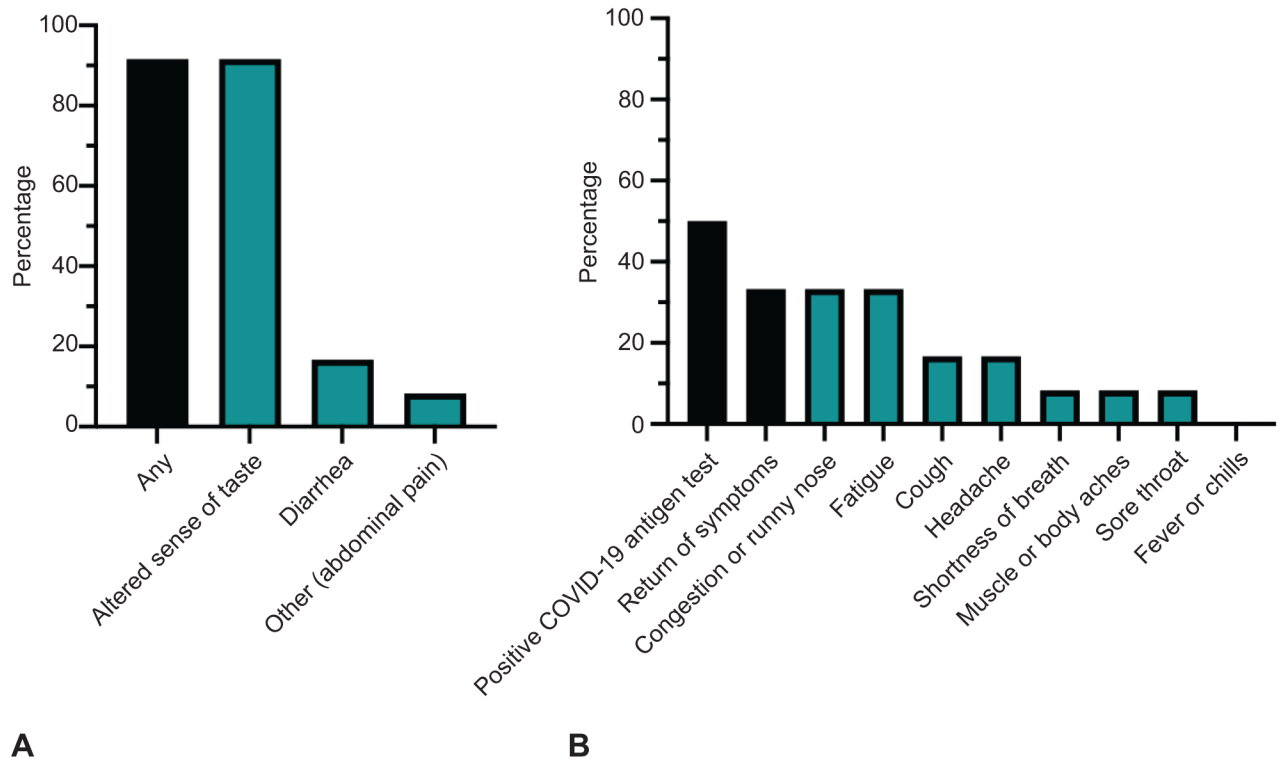 100
80
60
40
20
0
Percentage
Any
Altered sense of taste
Diarrhea
Other (abdominal pain)
A
100
80
60
40
20
0
Percentage
Positive COVID-19 antigen test
Return of symptoms
Congestion or runny nose
Fatigue
Cough
Headache
Shortness of breath
Muscle or body aches
Sore throat
Fever or chills
B